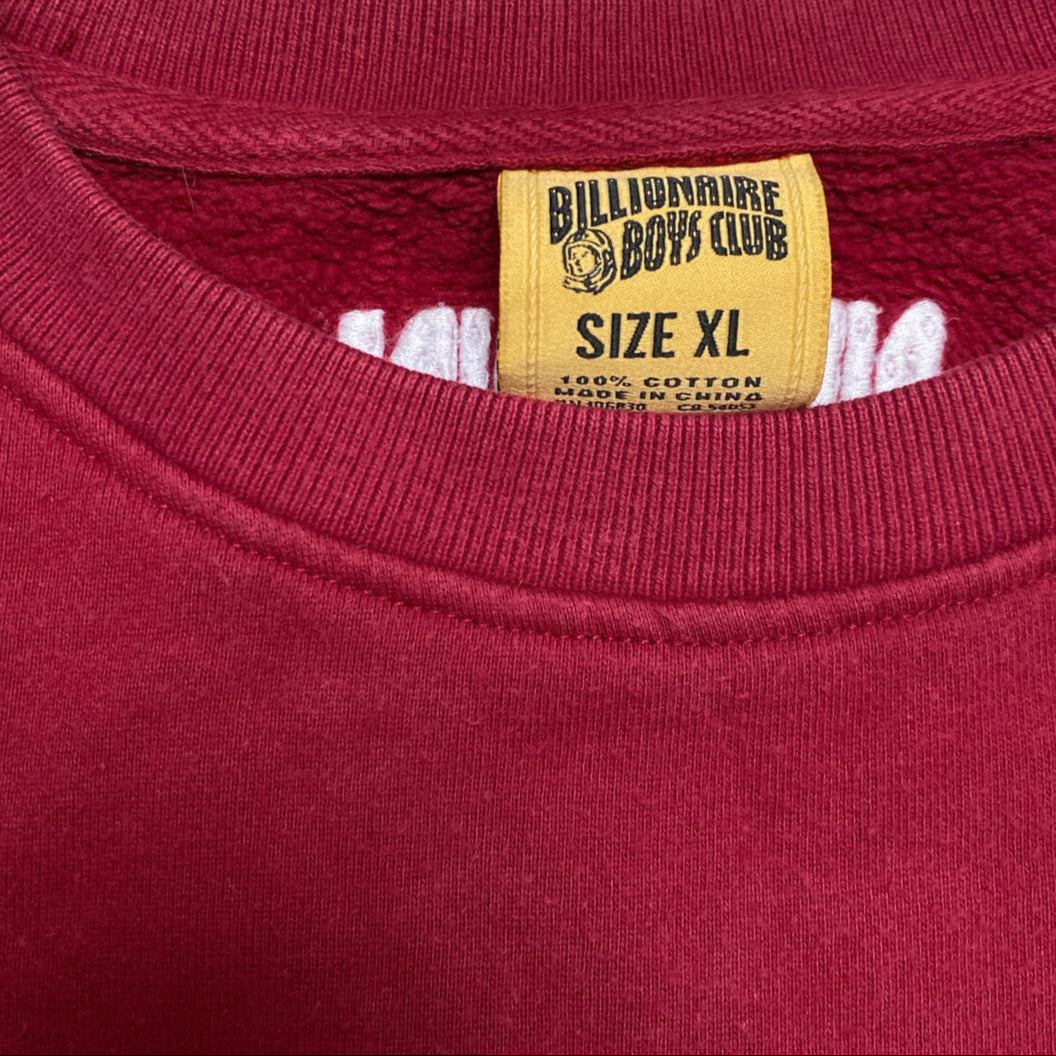 BILLIONAIRE
BOYS CLUB
SIZE XL
100% COTTON
MADE IN CHINA